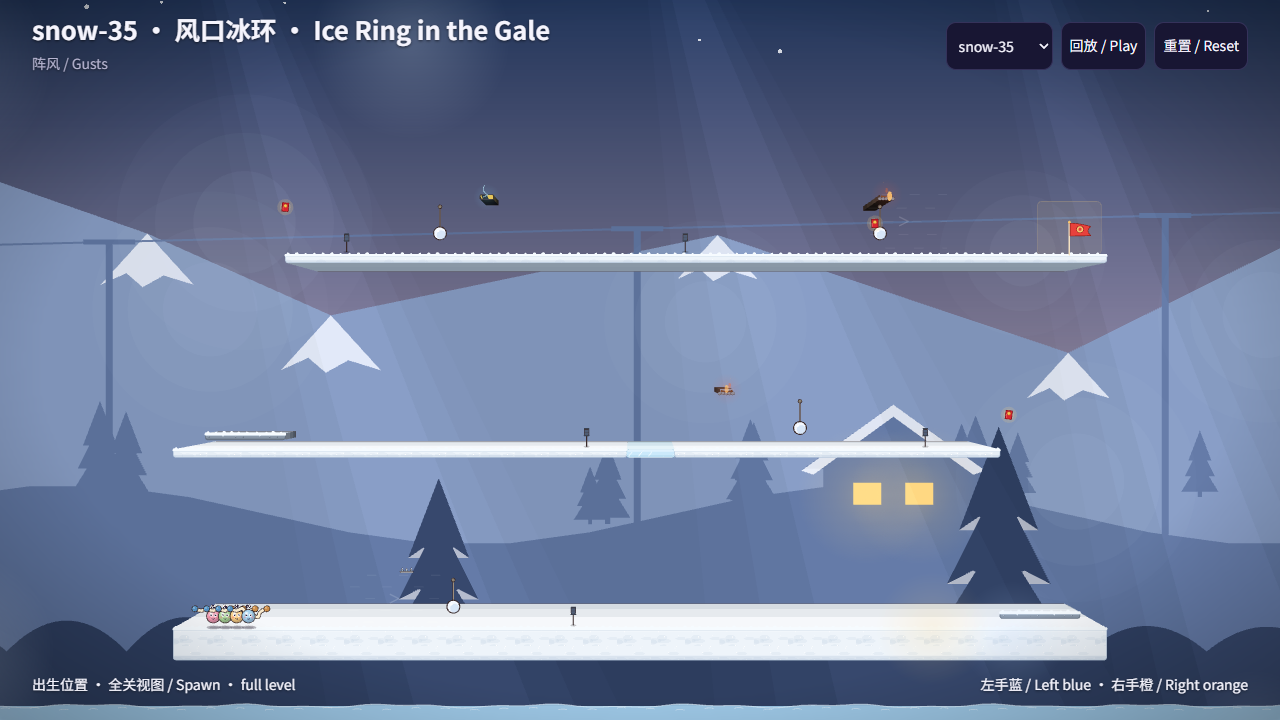 snow-35 • 风口冰环 • Ice Ring in the Gale
阵风 / Gusts
snow-35
回放 / Play
重置 / Reset
出生位置 • 全关视图 / Spawn • full level
左手蓝 / Left blue • 右手橙 / Right orange